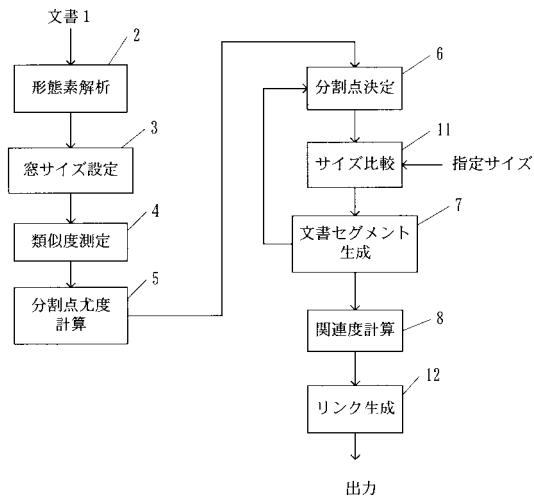 文書1
2
形態素解析
3
窓サイズ設定
4
類似度測定
5
分割点尤度
計算
6
分割点決定
11
サイズ比較
指定サイズ
7
文書セグメント
生成
8
関連度計算
12
リンク生成
出力